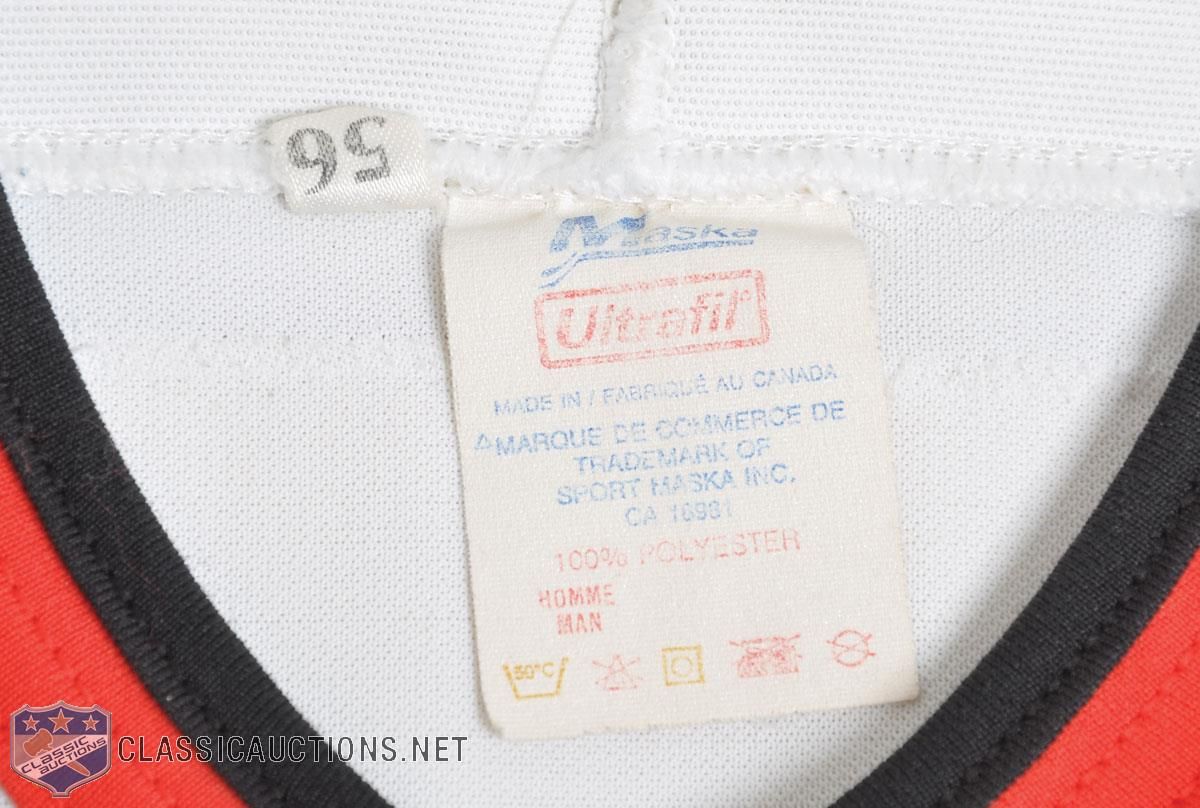 56
Maska
Ultrafil
MADE IN / FABRIQUÉ AU CANADA
△MARQUE DE COMMERCE DE
TRADEMARK OF
SPORT MASKA INC.
CA 16981
100% POLYESTER
HOMME
MAN
50°C
CLASSIC
AUCTIONS
CLASSICAUCTIONS.NET